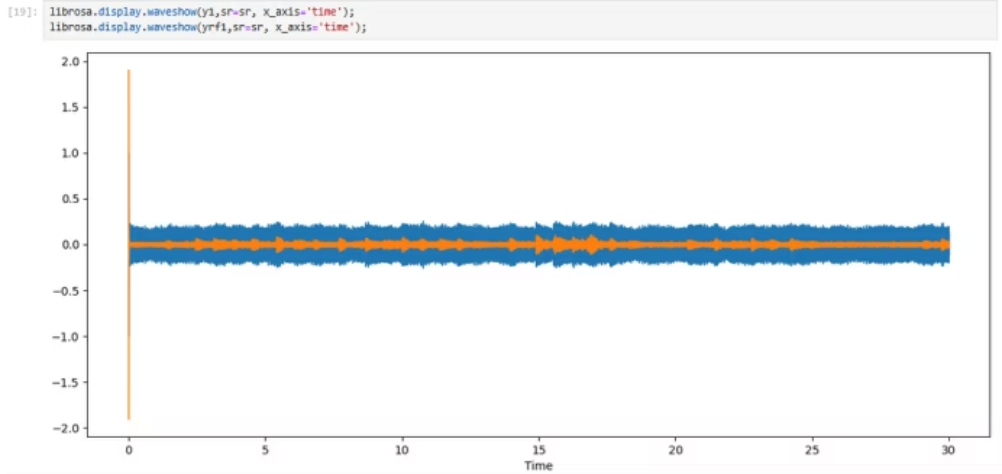 [19]: librosa.display.waveshow(y1,sr=sr, x_axis='time');
librosa.display.waveshow(yrf1,sr=sr, x_axis='time');
2.0
1.5
1.0
0.5
0.0
−0.5
−1.0
−1.5
−2.0
0 5 10 15 20 25 30
Time